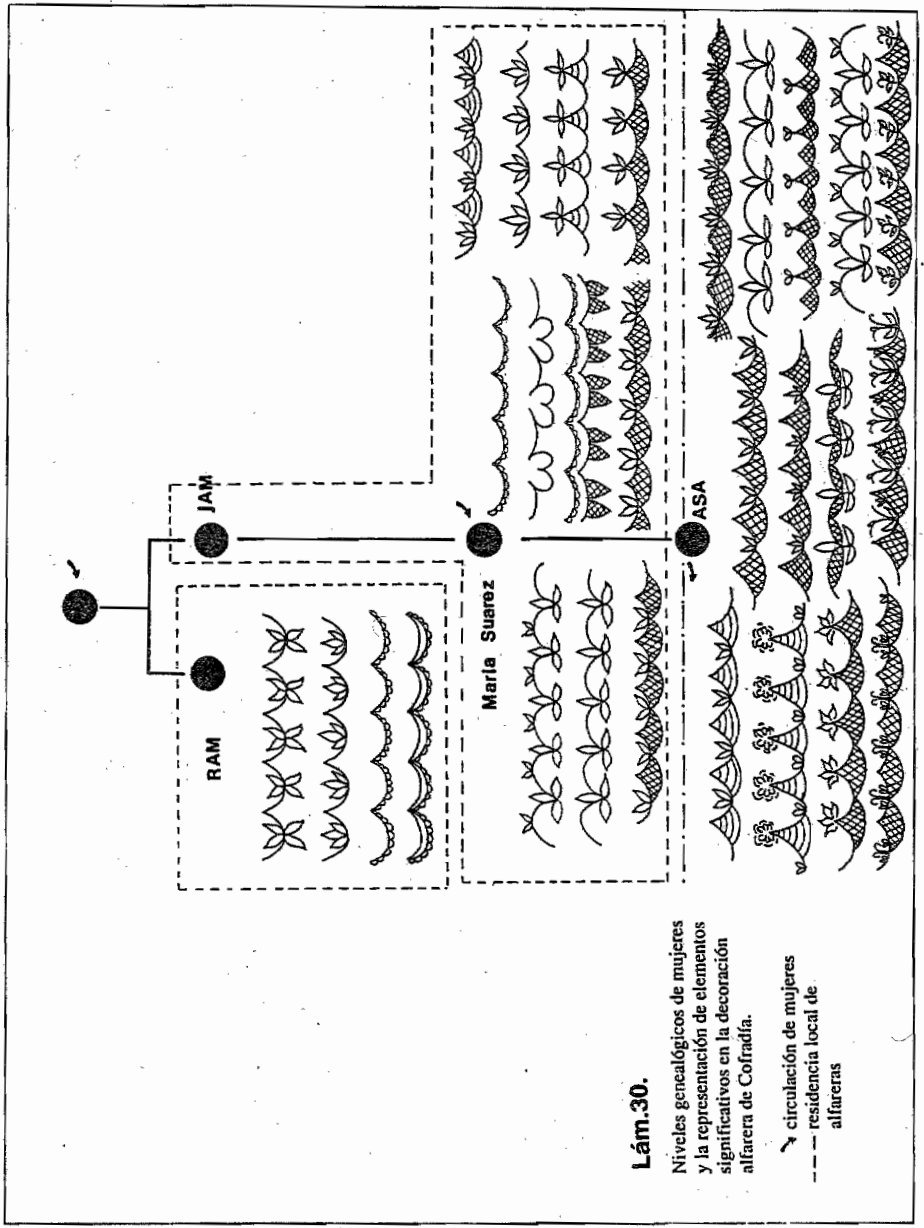 JAM
RAM
María Suarez
ASA
Lám.30.
Niveles genealógicos de mujeres
y la representación de elementos
significativos en la decoración
alfarera de Cofradía.
circulación de mujeres
residencia local de
alfareras